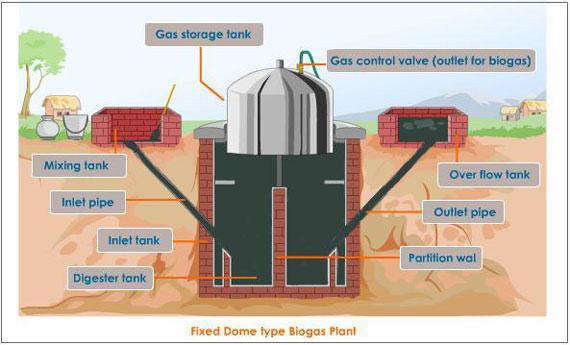 Gas storage tank
Gas control valve (outlet for biogas)
Mixing tank
Over flow tank
Inlet pipe
Outlet pipe
Inlet tank
Partition wal
Digester tank
Fixed Dome type Biogas Plant